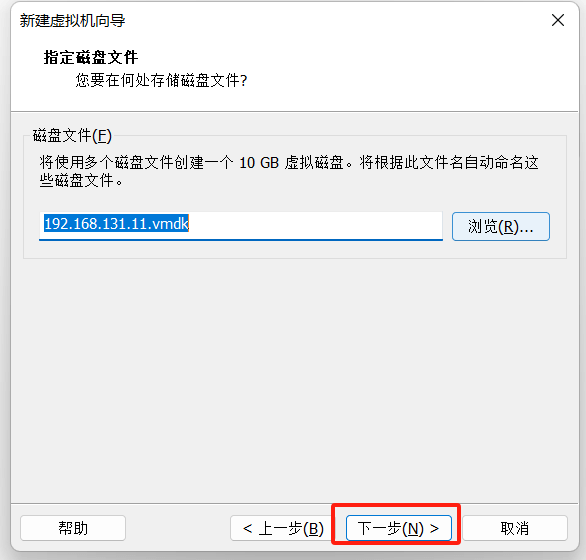 新建虚拟机向导
指定磁盘文件
您要在何处存储磁盘文件?
磁盘文件(F)
将使用多个磁盘文件创建一个 10 GB 虚拟磁盘。将根据此文件名自动命名这
些磁盘文件。
192.168.131.11.vmdk
浏览(R)...
帮助
< 上一步(B)
下一步(N) >
取消